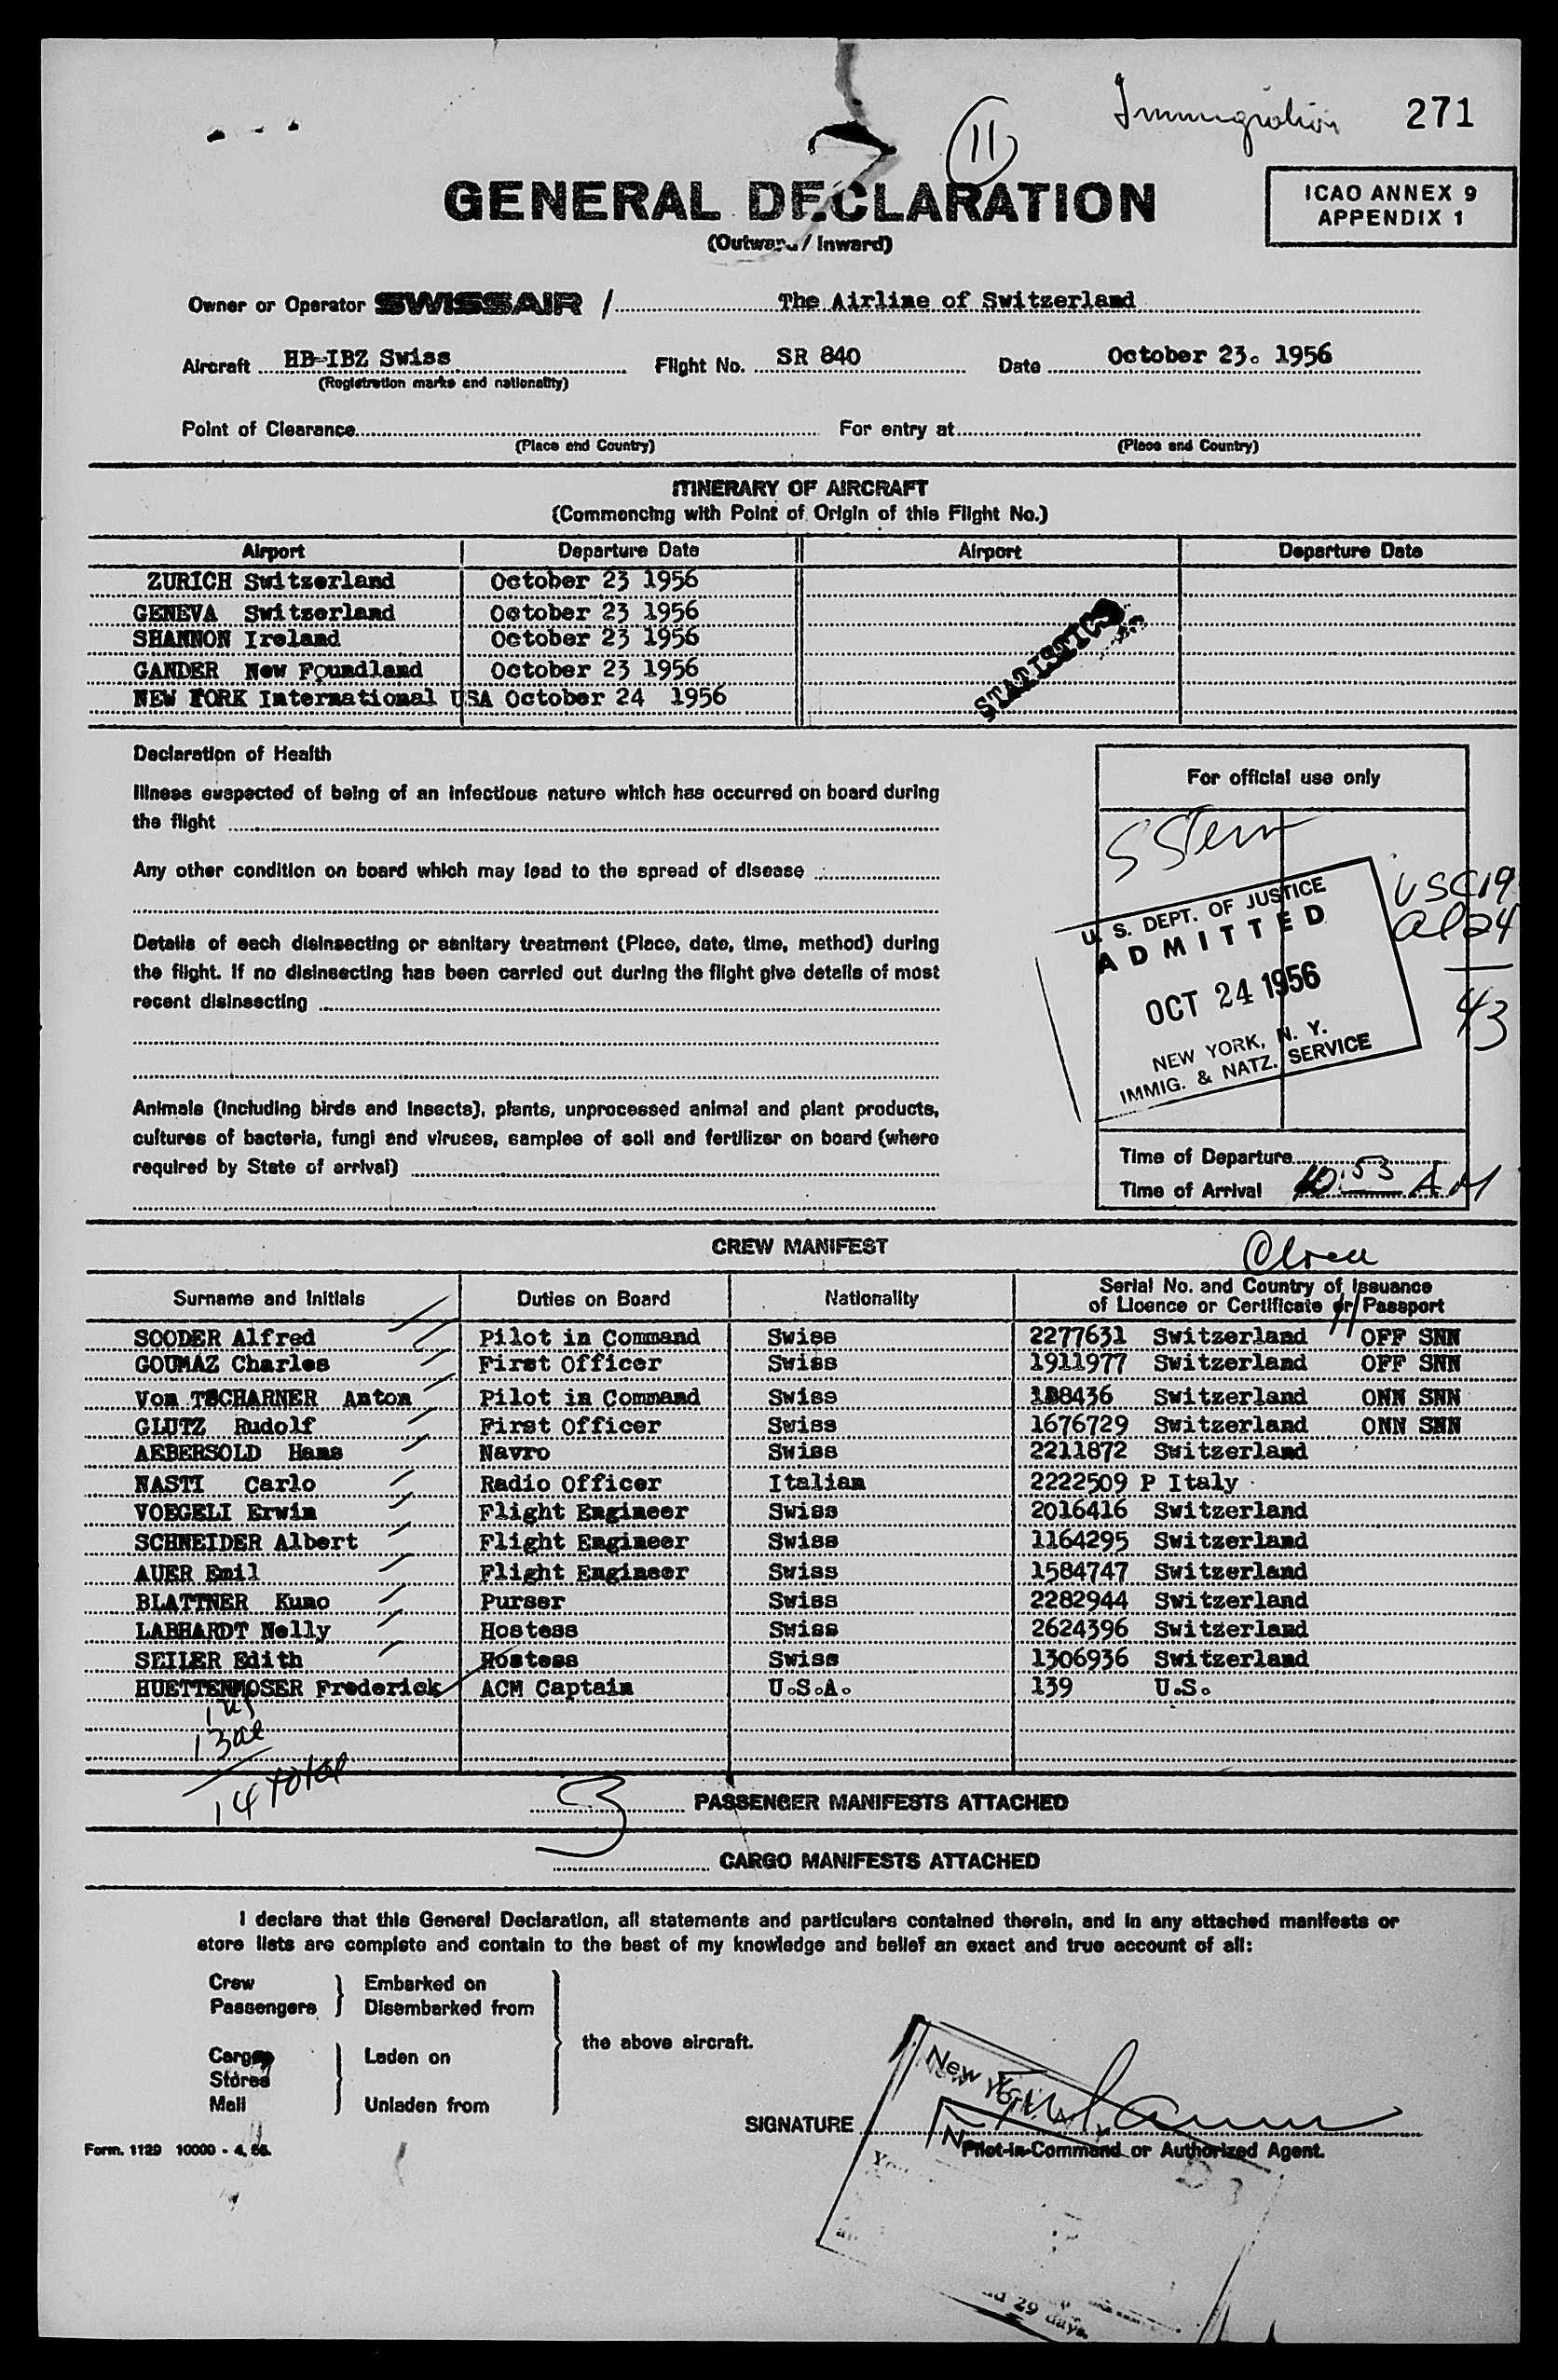 Immigration 271
11
GENERAL DECLARATION
(Outward / Inward)
ICAO ANNEX 9
APPENDIX 1
Owner or Operator SWISSAIR / The Airline of Switzerland
Aircraft HB-IBZ Swiss Flight No. SR 840 Date October 23. 1956
(Registration marks and nationality)
Point of Clearance For entry at
(Place and Country) (Place and Country)
ITINERARY OF AIRCRAFT
(Commencing with Point of Origin of this Flight No.)
Airport Departure Date Airport Departure Date
ZURICH Switzerland October 23 1956
GENEVA Switzerland October 23 1956
SHANNON Ireland October 23 1956
GANDER New Foundland October 23 1956
NEW YORK International USA October 24 1956
STATISTICS
Declaration of Health
Illness suspected of being of an infectious nature which has occurred on board during
the flight
Any other condition on board which may lead to the spread of disease
Details of each disinsecting or sanitary treatment (Place, date, time, method) during
the flight. If no disinsecting has been carried out during the flight give details of most
recent disinsecting
Animals (including birds and insects), plants, unprocessed animal and plant products,
cultures of bacteria, fungi and viruses, samples of soil and fertilizer on board (where
required by State of arrival)
For official use only
S Stern
U. S. DEPT. OF JUSTICE
ADMITTED
OCT 24 1956
NEW YORK, N. Y.
IMMIG. & NATZ. SERVICE
USC 19
al 24
43
Time of Departure
Time of Arrival 10:53 AM
CREW MANIFEST
Surname and Initials Duties on Board Nationality Serial No. and Country of Issuance
of Licence or Certificate or Passport
SOODER Alfred Pilot in Command Swiss 2277631 Switzerland OFF SNN
GOUMAZ Charles First Officer Swiss 1911977 Switzerland OFF SNN
Von TSCHARNER Anton Pilot in Command Swiss 188436 Switzerland ONN SNN
GLUTZ Rudolf First Officer Swiss 1676729 Switzerland ONN SNN
AEBERSOLD Hans Navro Swiss 2211872 Switzerland
NASTI Carlo Radio Officer Italian 2222509 P Italy
VOEGELI Erwin Flight Engineer Swiss 2016416 Switzerland
SCHNEIDER Albert Flight Engineer Swiss 1164295 Switzerland
AUER Emil Flight Engineer Swiss 1584747 Switzerland
BLATTNER Kuno Purser Swiss 2282944 Switzerland
LABHARDT Nelly Hostess Swiss 2624396 Switzerland
SEILER Edith Hostess Swiss 1306936 Switzerland
HUETTENMOSER Frederick ACM Captain U.S.A. 139 U.S.
1 us
13 al
14 total
3 PASSENGER MANIFESTS ATTACHED
CARGO MANIFESTS ATTACHED
I declare that this General Declaration, all statements and particulars contained therein, and in any attached manifests or
store lists are complete and contain to the best of my knowledge and belief an exact and true account of all:
Crew Embarked on
Passengers Disembarked from
the above aircraft.
Cargo Laden on
Stores
Mail Unladen from
New York
SIGNATURE
Pilot-in-Command or Authorized Agent.
Form. 1129 10000 - 4. 56.
29 days.